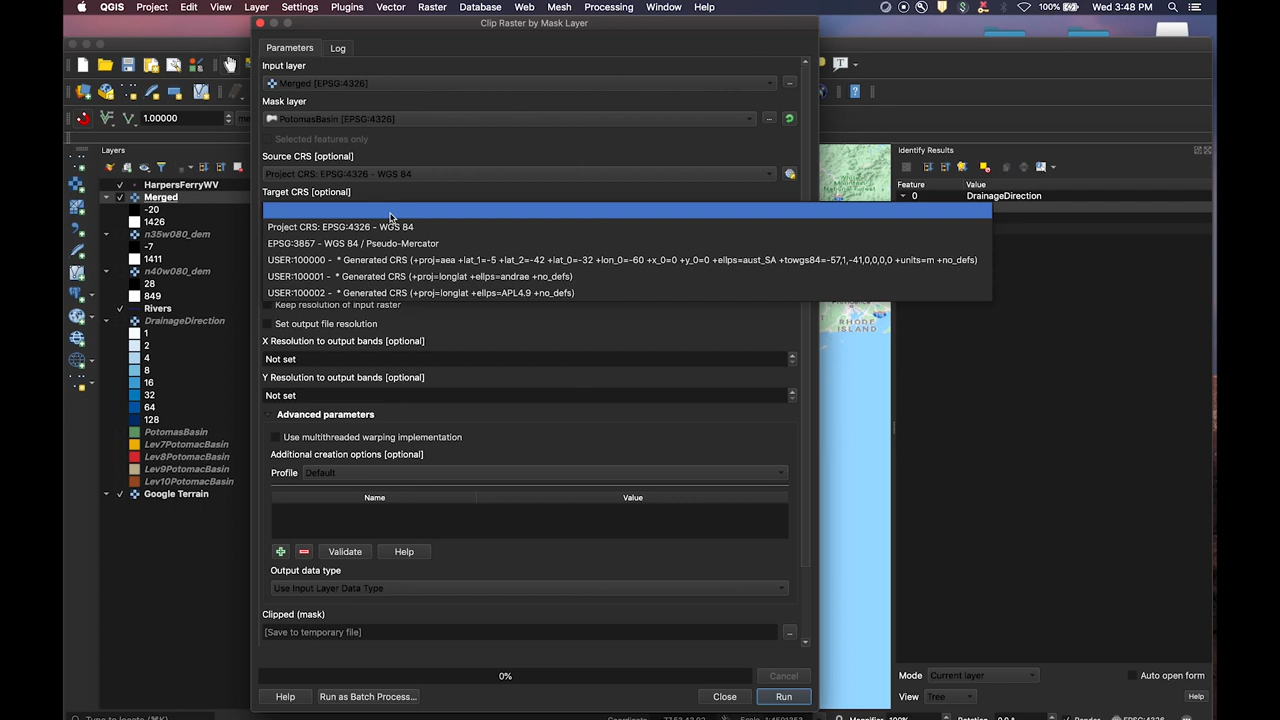 QGIS Project Edit View Layer Settings Plugins Vector Raster Database Web Mesh Processing Window Help 100% Wed 3:48 PM
Clip Raster by Mask Layer
Parameters Log
Input layer
Merged [EPSG:4326]
Mask layer
PotomasBasin [EPSG:4326]
Selected features only
Source CRS [optional]
Project CRS: EPSG:4326 - WGS 84
Target CRS [optional]
Project CRS: EPSG:4326 - WGS 84
EPSG:3857 - WGS 84 / Pseudo-Mercator
USER:100000 - * Generated CRS (+proj=aea +lat_1=-5 +lat_2=-42 +lat_0=-32 +lon_0=-60 +x_0=0 +y_0=0 +ellps=aust_SA +towgs84=-57,1,-41,0,0,0,0 +units=m +no_defs)
USER:100001 - * Generated CRS (+proj=longlat +ellps=andrae +no_defs)
USER:100002 - * Generated CRS (+proj=longlat +ellps=APL4.9 +no_defs)
Keep resolution of input raster
Set output file resolution
X Resolution to output bands [optional]
Not set
Y Resolution to output bands [optional]
Not set
Advanced parameters
Use multithreaded warping implementation
Additional creation options [optional]
Profile Default
Name Value
Validate Help
Output data type
Use Input Layer Data Type
Clipped (mask)
[Save to temporary file]
0% Cancel
Help Run as Batch Process... Close Run
1.00000
Layers
HarpersFerryWV
Merged
-20
1426
n35w080_dem
-7
1411
n40w080_dem
28
849
Rivers
DrainageDirection
1
2
4
8
16
32
64
128
PotomasBasin
Lev7PotomacBasin
Lev8PotomacBasin
Lev9PotomacBasin
Lev10PotomacBasin
Google Terrain
RHODE
ISLAND
Identify Results
Feature Value
0 DrainageDirection
Mode Current layer Auto open form
View Tree Help